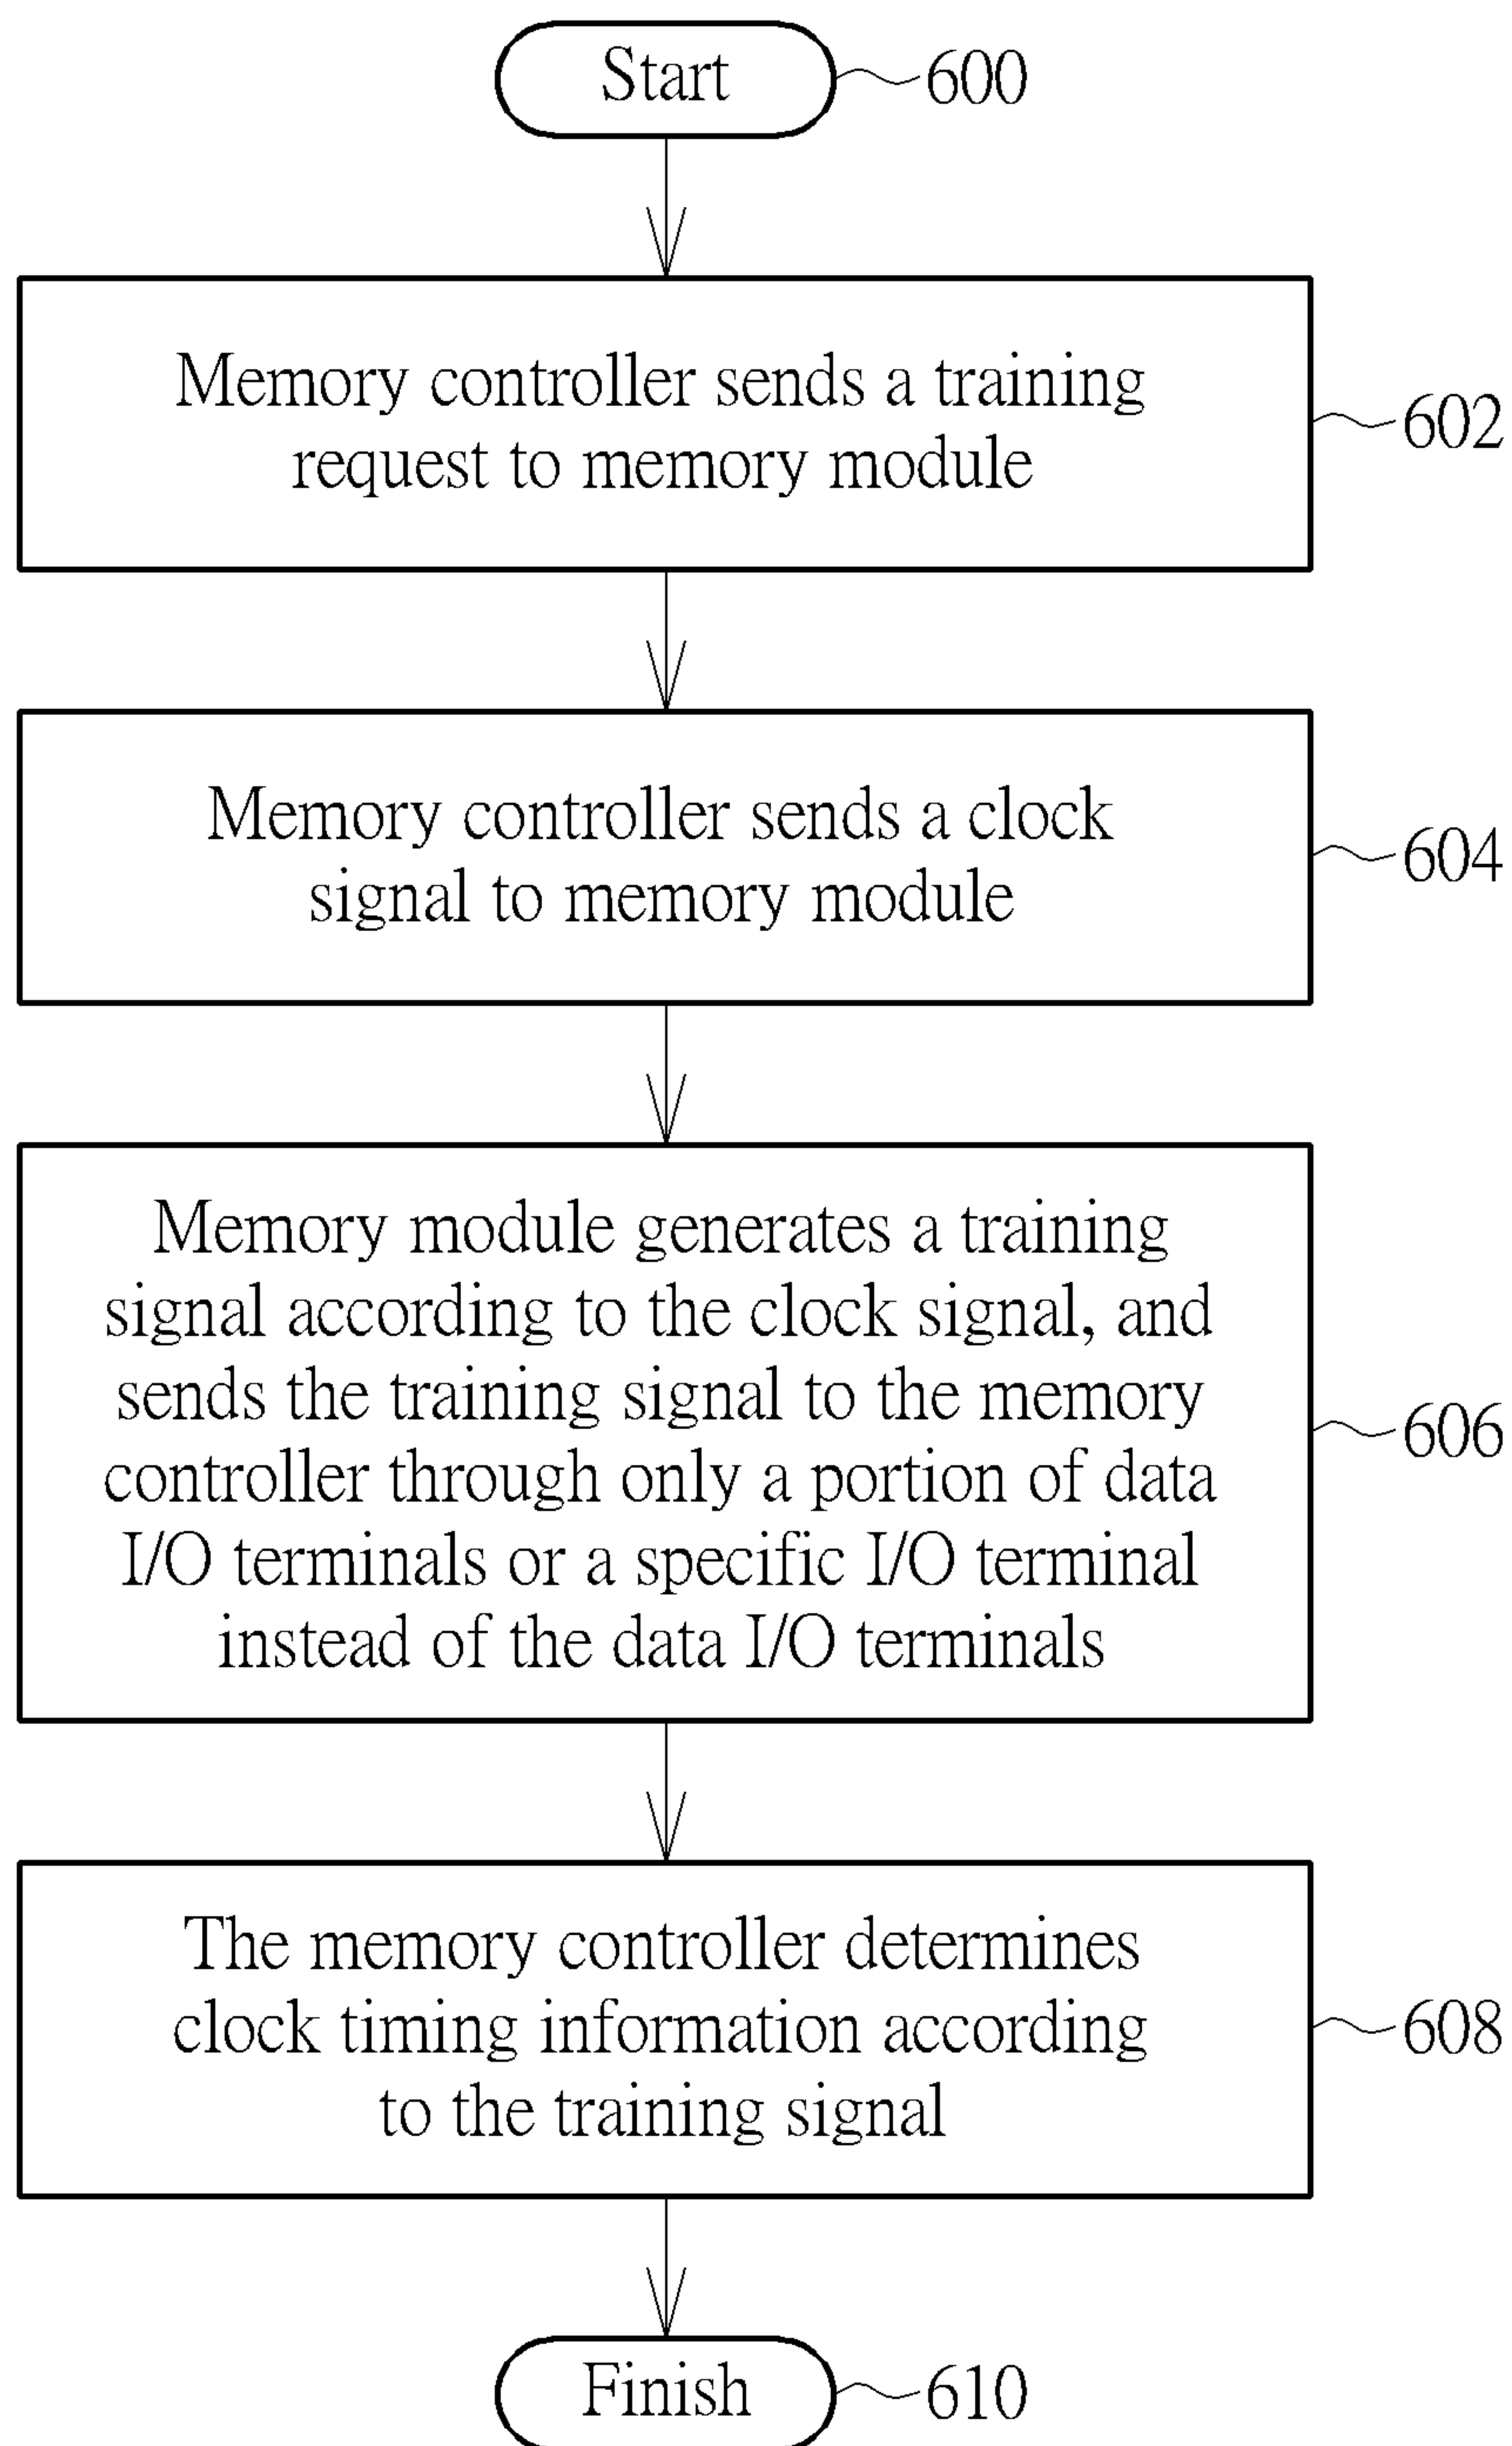 Start
600
Memory controller sends a training
request to memory module
602
Memory controller sends a clock
signal to memory module
604
Memory module generates a training
signal according to the clock signal, and
sends the training signal to the memory
controller through only a portion of data
I/O terminals or a specific I/O terminal
instead of the data I/O terminals
606
The memory controller determines
clock timing information according
to the training signal
608
Finish
610